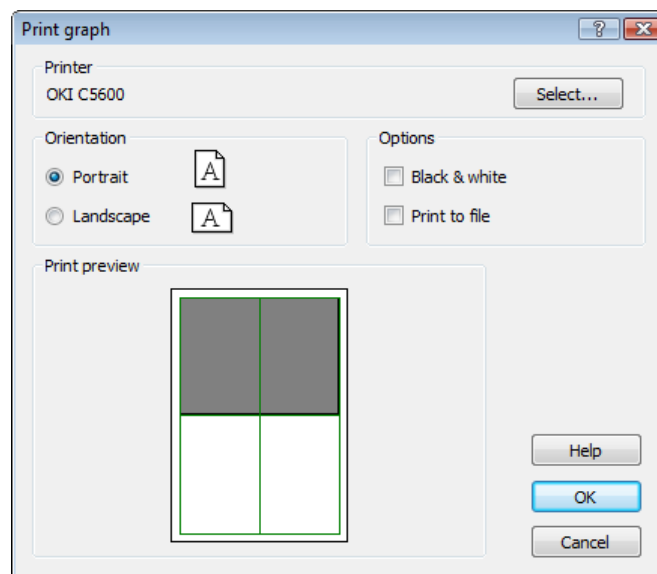 Print graph
Printer
OKI C5600
Select...
Orientation
Portrait
A
Landscape
A
Options
Black & white
Print to file
Print preview
Help
OK
Cancel